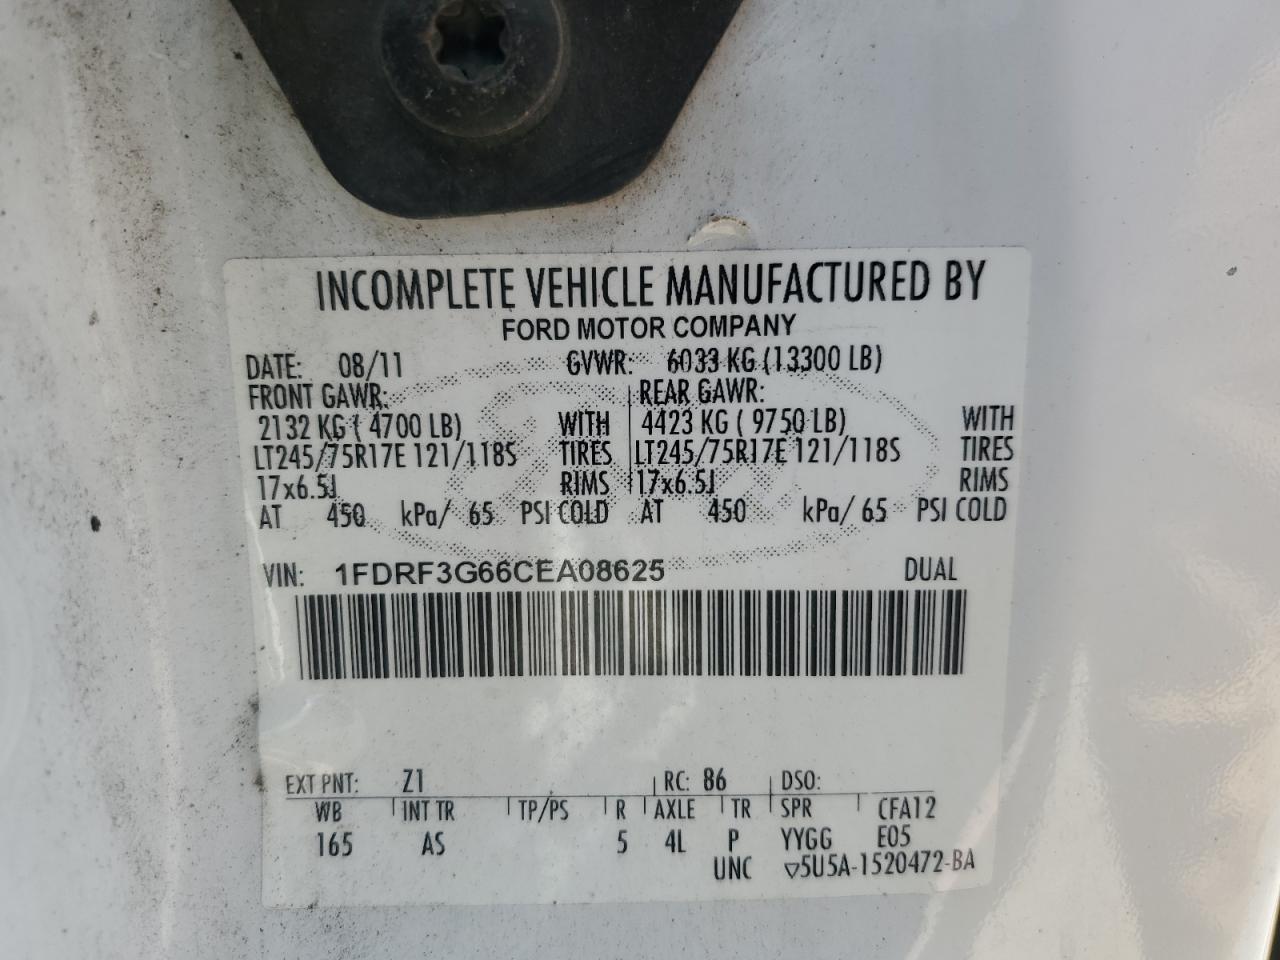 INCOMPLETE VEHICLE MANUFACTURED BY
FORD MOTOR COMPANY
DATE: 08/11 GVWR: 6033 KG (13300 LB)
FRONT GAWR: REAR GAWR:
2132 KG ( 4700 LB) WITH 4423 KG ( 9750 LB) WITH
LT245/75R17E 121/118S TIRES LT245/75R17E 121/118S TIRES
17x6.5J RIMS 17x6.5J RIMS
AT 450 kPa/ 65 PSI COLD AT 450 kPa/ 65 PSI COLD
VIN: 1FDRF3G66CEA08625 DUAL
EXT PNT: Z1 RC: 86 DSO:
WB INT TR TP/PS R AXLE TR SPR CFA12
165 AS 5 4L P YYGG E05
UNC ▽5U5A-1520472-BA